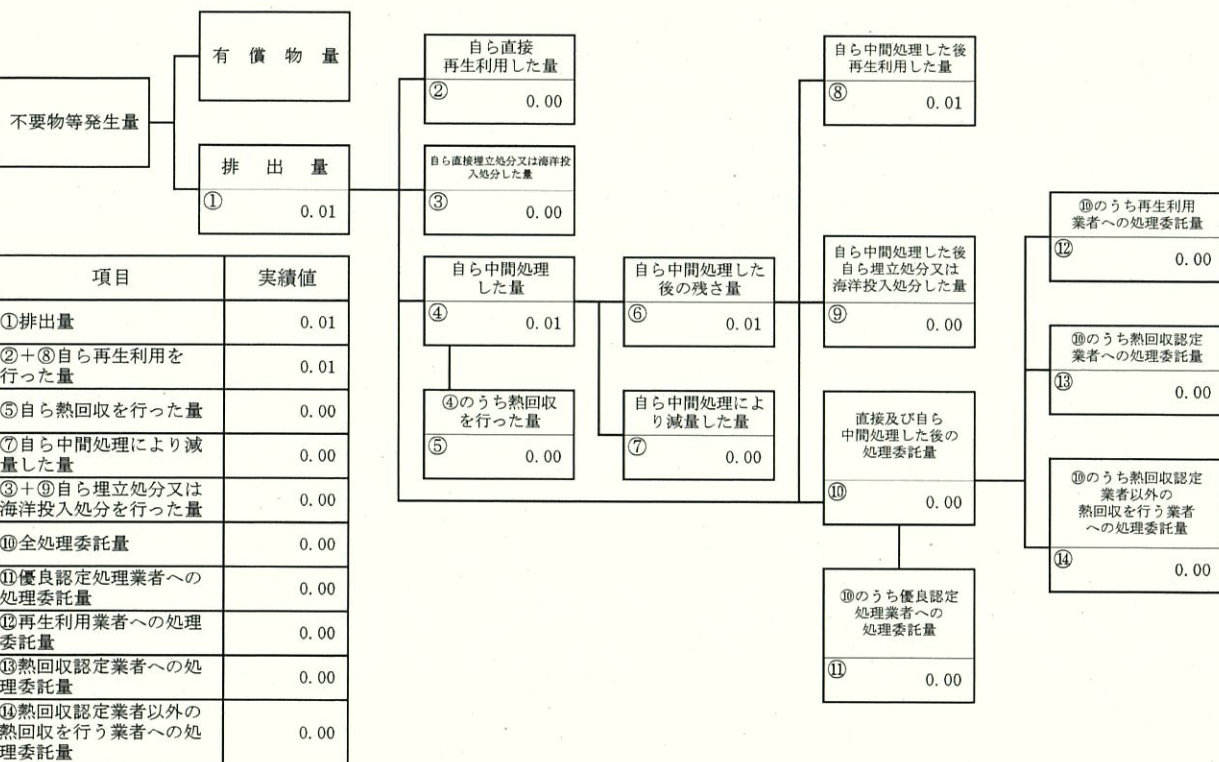 不要物等発生量
有 償 物 量
排 出 量
① 0.01
自ら直接
再生利用した量
② 0.00
自ら直接埋立処分又は海洋投
入処分した量
③ 0.00
自ら中間処理
した量
④ 0.01
④のうち熱回収
を行った量
⑤ 0.00
自ら中間処理した
後の残さ量
⑥ 0.01
自ら中間処理によ
り減量した量
⑦ 0.00
自ら中間処理した後
再生利用した量
⑧ 0.01
自ら中間処理した後
自ら埋立処分又は
海洋投入処分した量
⑨ 0.00
直接及び自ら
中間処理した後の
処理委託量
⑩ 0.00
⑩のうち優良認定
処理業者への
処理委託量
⑪ 0.00
⑩のうち再生利用
業者への処理委託量
⑫ 0.00
⑩のうち熱回収認定
業者への処理委託量
⑬ 0.00
⑩のうち熱回収認定
業者以外の
熱回収を行う業者
への処理委託量
⑭ 0.00
項目 実績値
①排出量 0.01
②+⑧自ら再生利用を
行った量 0.01
⑤自ら熱回収を行った量 0.00
⑦自ら中間処理により減
量した量 0.00
③+⑨自ら埋立処分又は
海洋投入処分を行った量 0.00
⑩全処理委託量 0.00
⑪優良認定処理業者への
処理委託量 0.00
⑫再生利用業者への処理
委託量 0.00
⑬熱回収認定業者への処
理委託量 0.00
⑭熱回収認定業者以外の
熱回収を行う業者への処
理委託量 0.00